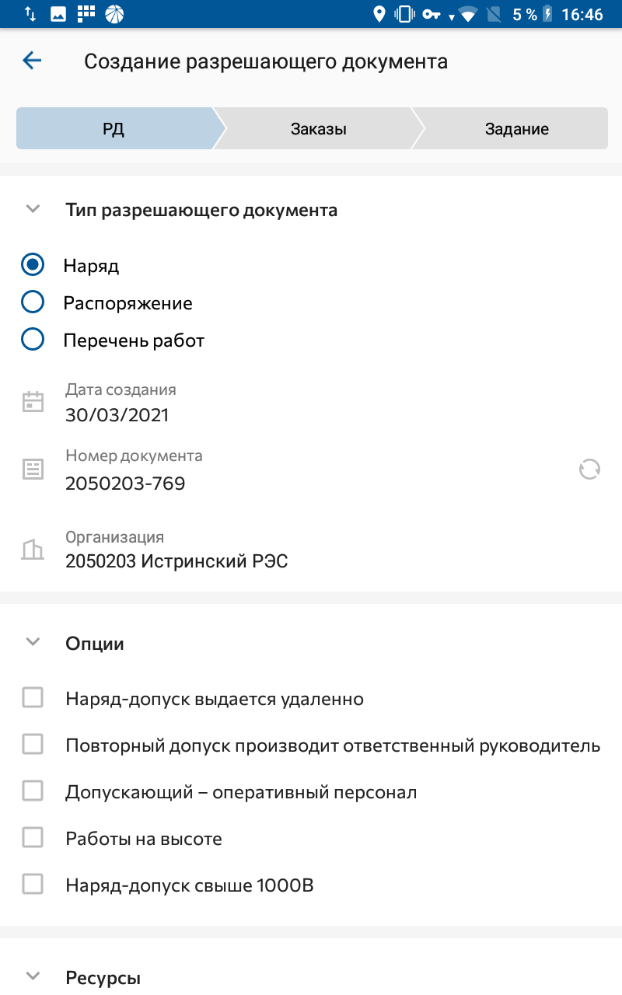 5 % 16:46
Создание разрешающего документа
РД Заказы Задание
Тип разрешающего документа
Наряд
Распоряжение
Перечень работ
Дата создания
30/03/2021
Номер документа
2050203-769
Организация
2050203 Истринский РЭС
Опции
Наряд-допуск выдается удаленно
Повторный допуск производит ответственный руководитель
Допускающий – оперативный персонал
Работы на высоте
Наряд-допуск свыше 1000В
Ресурсы